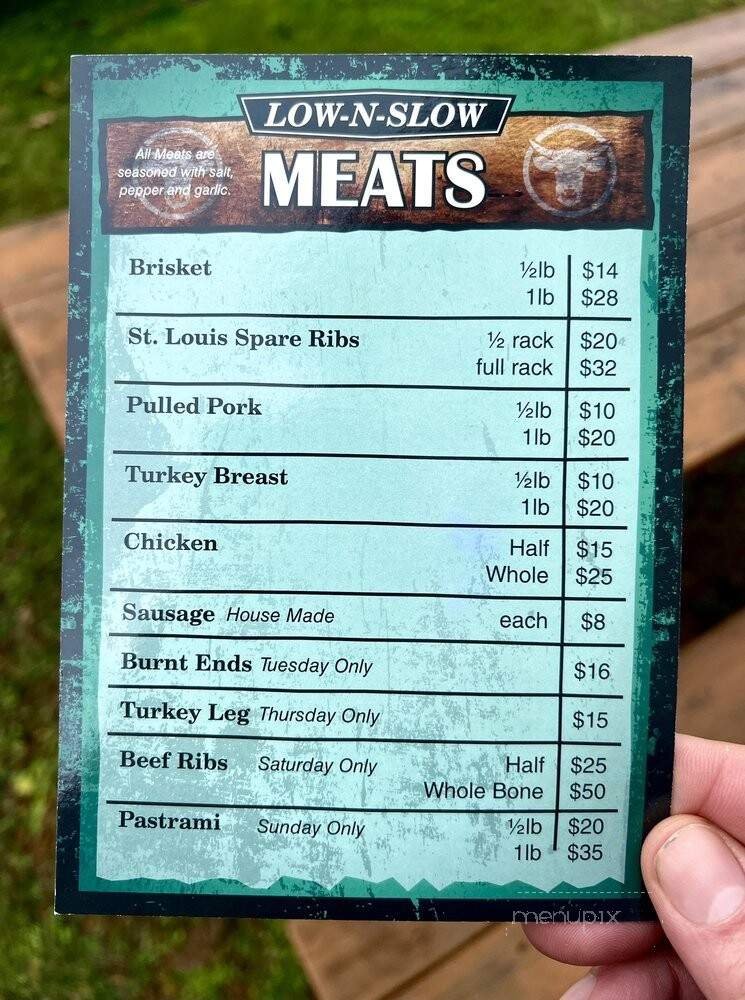 LOW-N-SLOW
All Meats are
seasoned with salt,
pepper and garlic.
MEATS
Brisket ½lb $14
1lb $28
St. Louis Spare Ribs ½ rack $20
full rack $32
Pulled Pork ½lb $10
1lb $20
Turkey Breast ½lb $10
1lb $20
Chicken Half $15
Whole $25
Sausage House Made each $8
Burnt Ends Tuesday Only $16
Turkey Leg Thursday Only $15
Beef Ribs Saturday Only Half $25
Whole Bone $50
Pastrami Sunday Only ½lb $20
1lb $35
menupix